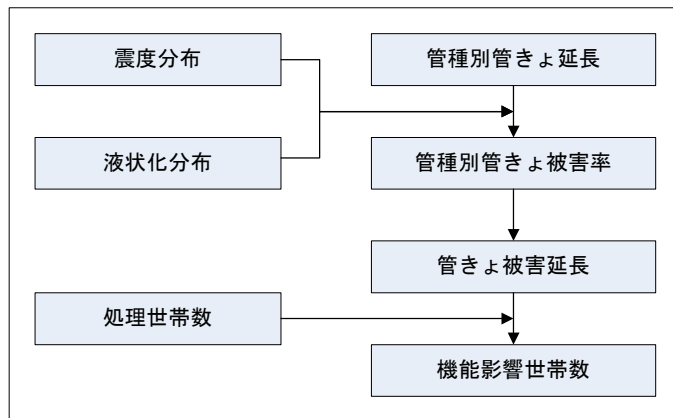 震度分布
管種別管きょ延長
液状化分布
管種別管きょ被害率
管きょ被害延長
処理世帯数
機能影響世帯数